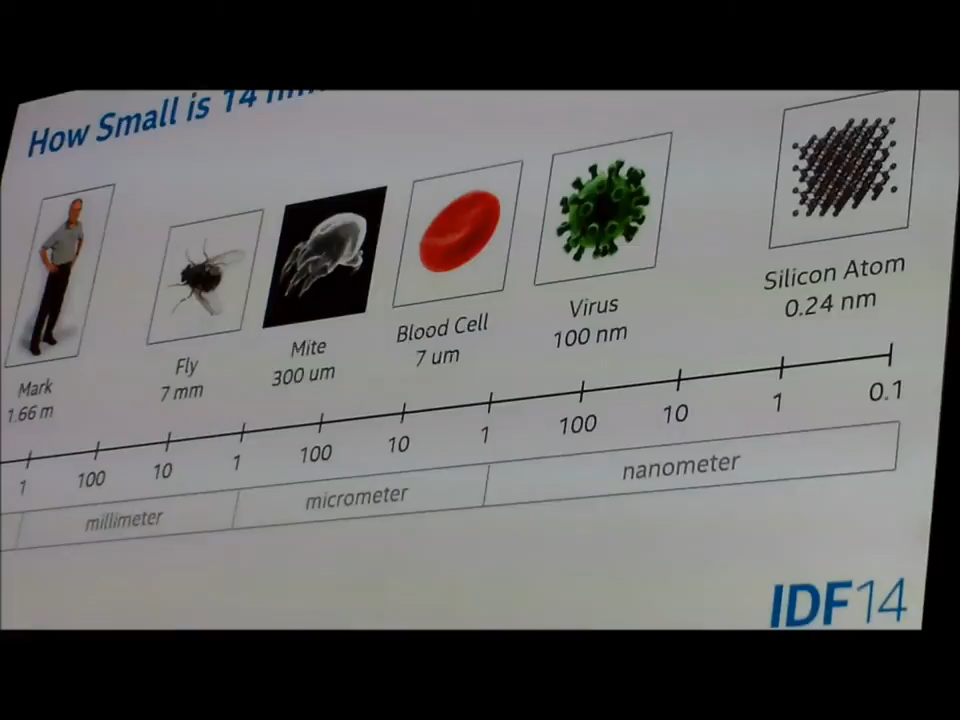 How Small is 14 nm
Mark
1.66 m
Fly
7 mm
Mite
300 um
Blood Cell
7 um
Virus
100 nm
Silicon Atom
0.24 nm
1 100 10 1 100 10 1 100 10 1 0.1
millimeter micrometer nanometer
IDF14